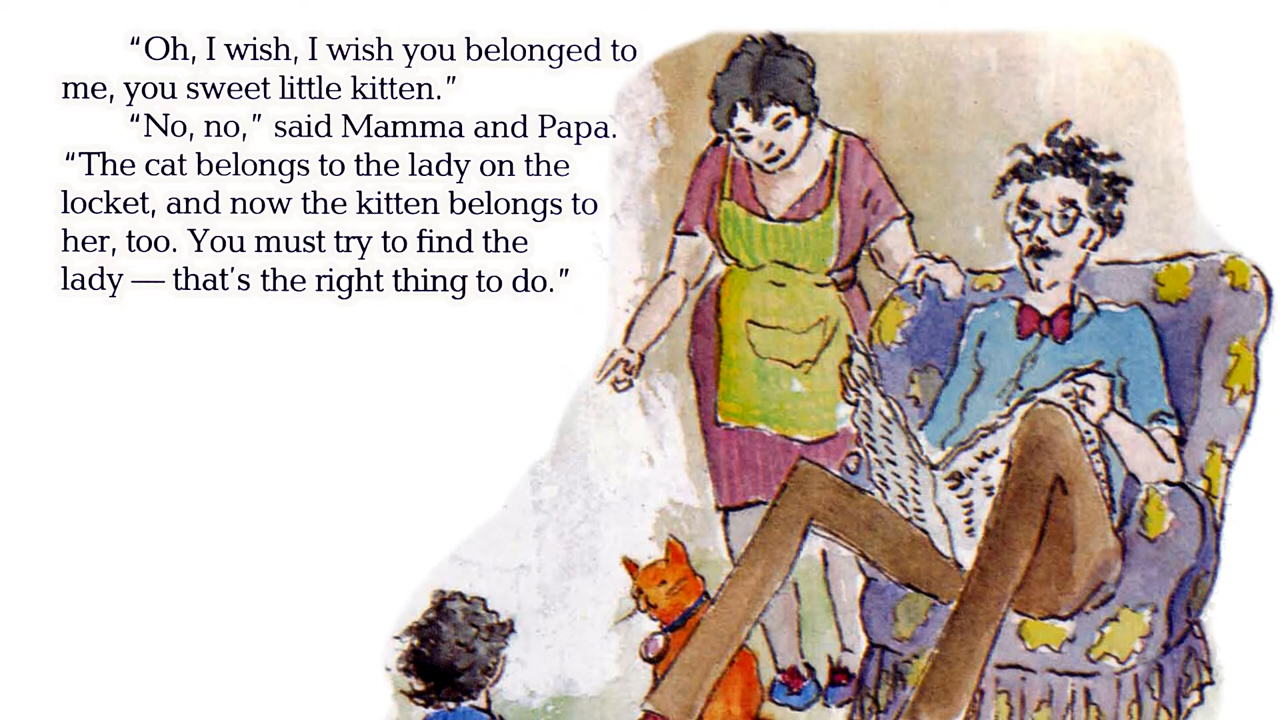 “Oh, I wish, I wish you belonged to
me, you sweet little kitten.”
“No, no,” said Mamma and Papa.
“The cat belongs to the lady on the
locket, and now the kitten belongs to
her, too. You must try to find the
lady — that's the right thing to do.”